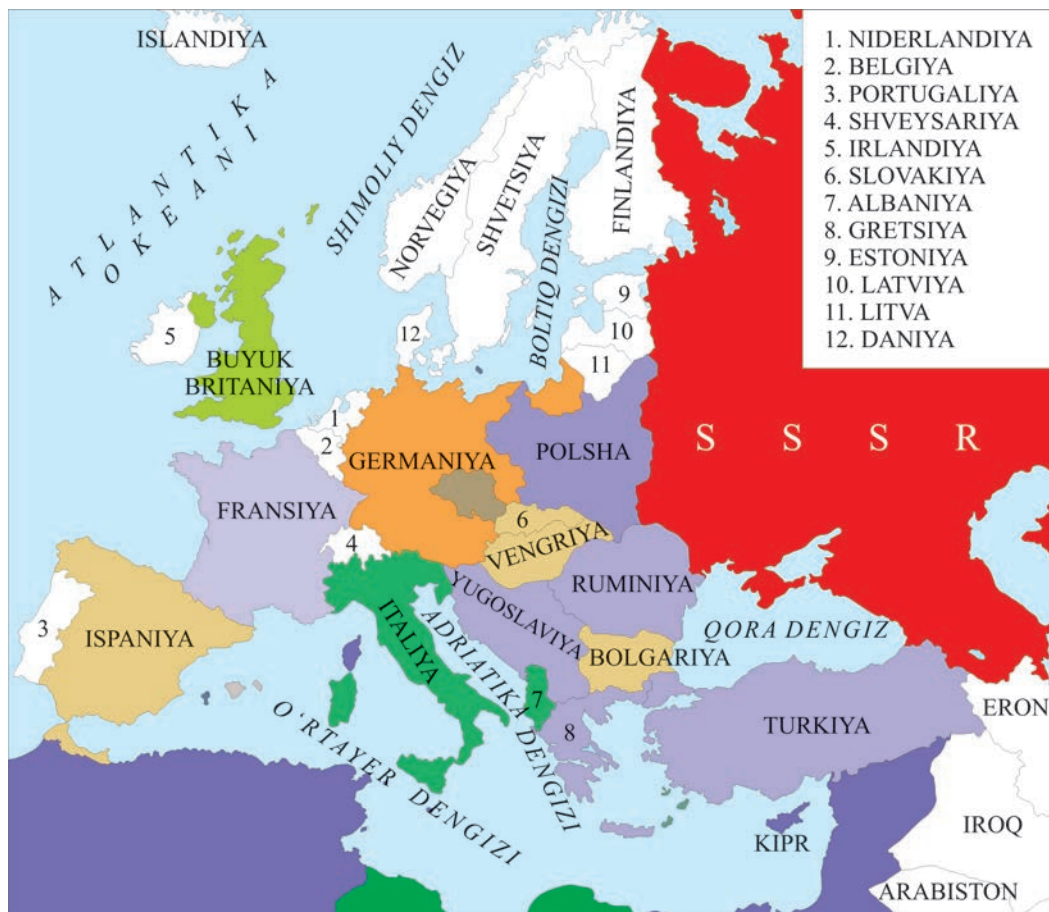 ISLANDIYA
ATLANTIKA
OKEANI
SHIMOLIY DENGIZ
NORVEGIYA
SHVETSIYA
BOLTIQ DENGIZI
FINLANDIYA
1. NIDERLANDIYA
2. BELGIYA
3. PORTUGALIYA
4. SHVEYSARIYA
5. IRLANDIYA
6. SLOVAKIYA
7. ALBANIYA
8. GRETSIYA
9. ESTONIYA
10. LATVIYA
11. LITVA
12. DANIYA
5
12
9
10
11
BUYUK
BRITANIYA
1
2
GERMANIYA
POLSHA
S S S R
FRANSIYA
4
6
VENGRIYA
RUMINIYA
YUGOSLAVIYA
3
ISPANIYA
ITALIYA
ADRIATIKA DENGIZI
BOLGARIYA
QORA DENGIZ
7
8
TURKIYA
ERON
O‘RTAYER DENGIZI
KIPR
IROQ
ARABISTON